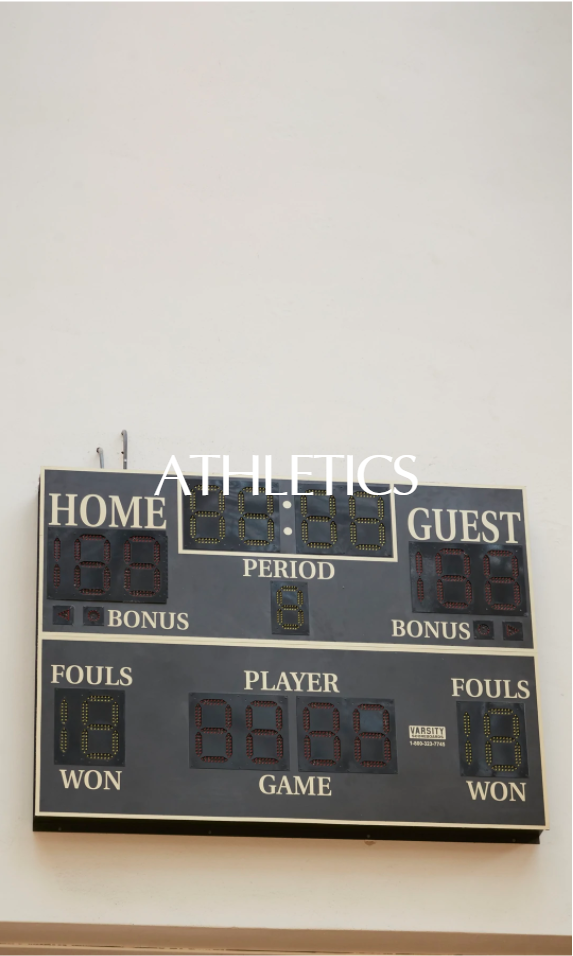 ATHLETICS
HOME
GUEST
PERIOD
BONUS
BONUS
FOULS
PLAYER
FOULS
VARSITY
WON
GAME
WON